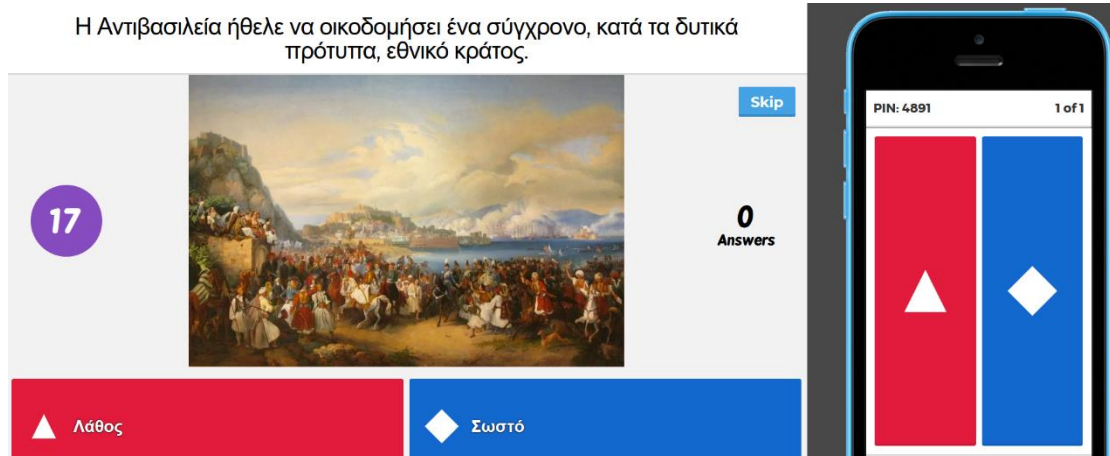 Η Αντιβασιλεία ήθελε να οικοδομήσει ένα σύγχρονο, κατά τα δυτικά
πρότυπα, εθνικό κράτος.
Skip
17
0
Answers
Λάθος
Σωστό
PIN: 4891
1 of 1